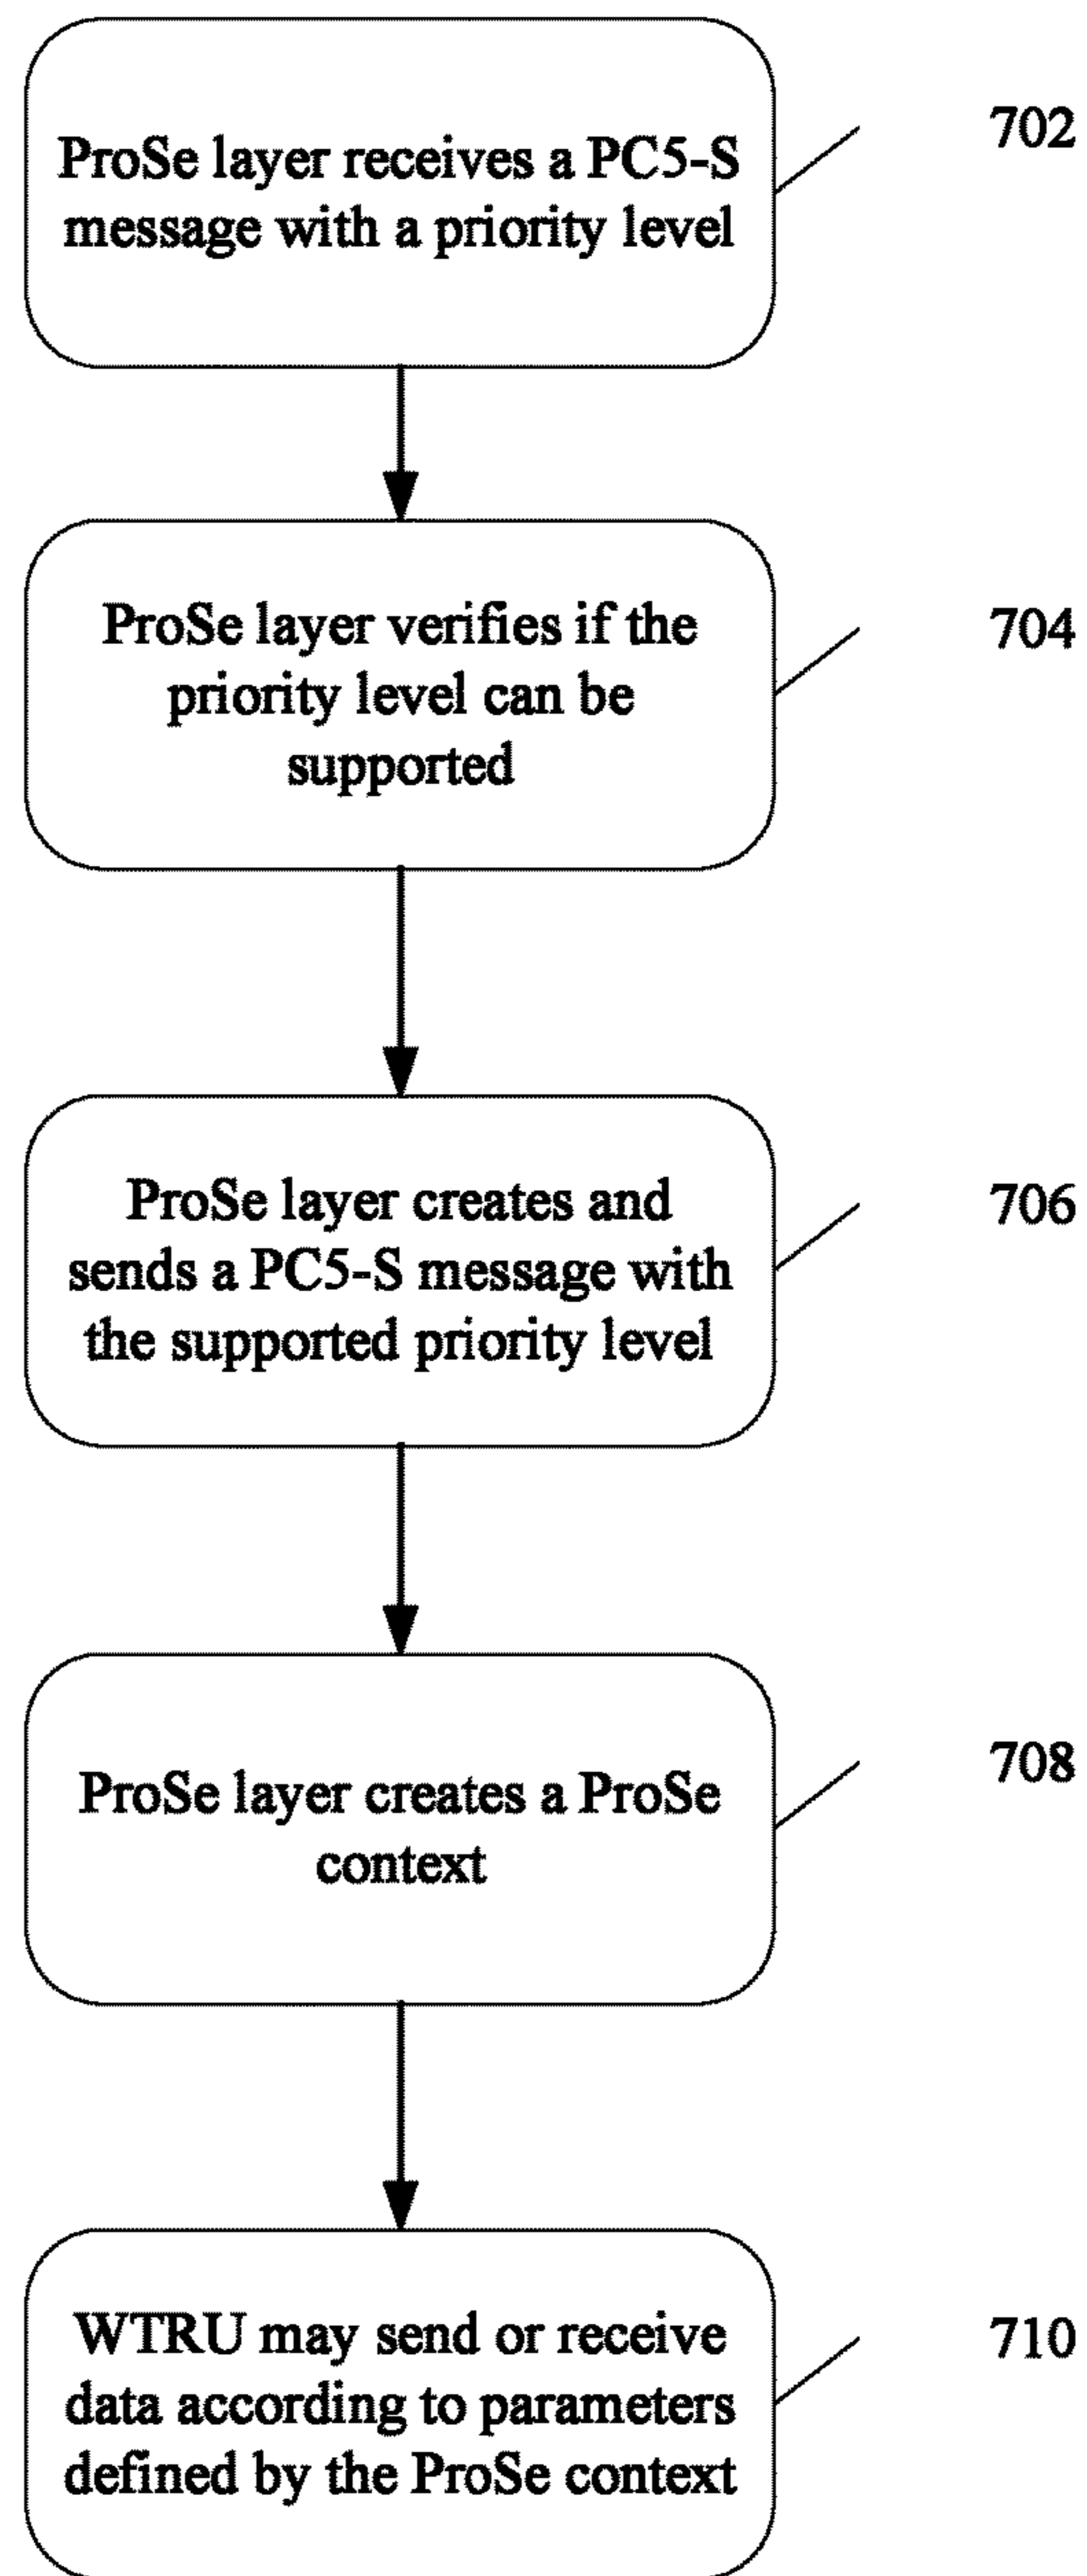 ProSe layer receives a PC5-S
message with a priority level
702
ProSe layer verifies if the
priority level can be
supported
704
ProSe layer creates and
sends a PC5-S message with
the supported priority level
706
ProSe layer creates a ProSe
context
708
WTRU may send or receive
data according to parameters
defined by the ProSe context
710